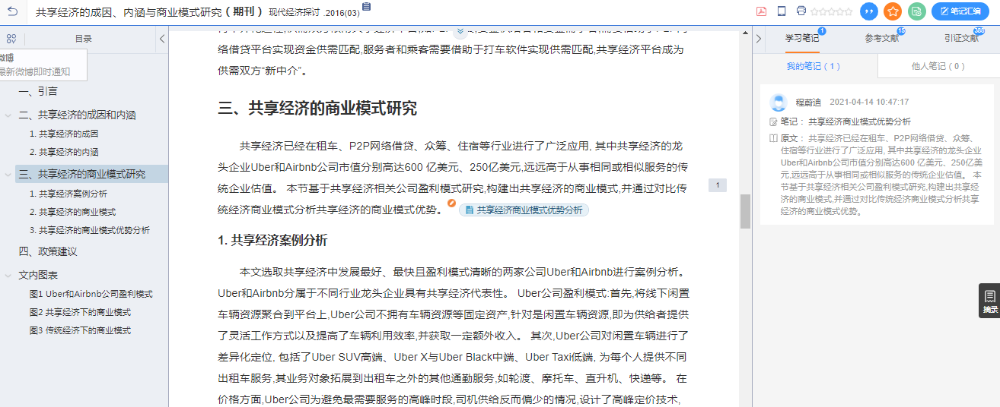 共享经济的成因、内涵与商业模式研究（期刊） 现代经济探讨 .2016(03)
笔记汇编
目录
微博
最新微博即时通知
一、引言
二、共享经济的成因和内涵
1. 共享经济的成因
2. 共享经济的内涵
三、共享经济的商业模式研究
1. 共享经济案例分析
2. 共享经济的商业模式
3. 共享经济的商业模式优势分析
四、政策建议
文内图表
图1 Uber和Airbnb公司盈利模式
图2 共享经济下的商业模式
图3 传统经济下的商业模式
络借贷平台实现资金供需匹配,服务者和乘客需要借助于打车软件实现供需匹配,共享经济平台成为
供需双方“新中介”。
三、共享经济的商业模式研究
共享经济已经在租车、P2P网络借贷、众筹、住宿等行业进行了广泛应用, 其中共享经济的龙
头企业Uber和Airbnb公司市值分别高达600 亿美元、250亿美元,远远高于从事相同或相似服务的传
统企业估值。 本节基于共享经济相关公司盈利模式研究,构建出共享经济的商业模式,并通过对比传
统经济商业模式分析共享经济的商业模式优势。 共享经济商业模式优势分析
1
1. 共享经济案例分析
本文选取共享经济中发展最好、最快且盈利模式清晰的两家公司Uber和Airbnb进行案例分析。
Uber和Airbnb分属于不同行业龙头企业具有共享经济代表性。 Uber公司盈利模式:首先,将线下闲置
车辆资源聚合到平台上,Uber公司不拥有车辆资源等固定资产,针对是闲置车辆资源,即为供给者提供
了灵活工作方式以及提高了车辆利用效率,并获取一定额外收入。 其次,Uber公司对闲置车辆进行了
差异化定位, 包括了Uber SUV高端、Uber X与Uber Black中端、Uber Taxi低端, 为每个人提供不同
出租车服务,其业务对象拓展到出租车之外的其他通勤服务,如轮渡、摩托车、直升机、快递等。 在
价格方面,Uber公司为避免最需要服务的高峰时段,司机供给反而偏少的情况,设计了高峰定价技术,
学习笔记 1 参考文献 15 引证文献 388
我的笔记（1） 他人笔记（0）
程蔚迪 2021-04-14 10:47:17
笔记： 共享经济商业模式优势分析
原文： 共享经济已经在租车、P2P网络借贷、众筹、
住宿等行业进行了广泛应用, 其中共享经济的龙头企业
Uber和Airbnb公司市值分别高达600 亿美元、250亿美
元,远远高于从事相同或相似服务的传统企业估值。 本
节基于共享经济相关公司盈利模式研究,构建出共享经
济的商业模式,并通过对比传统经济商业模式分析共享
经济的商业模式优势。
摘录